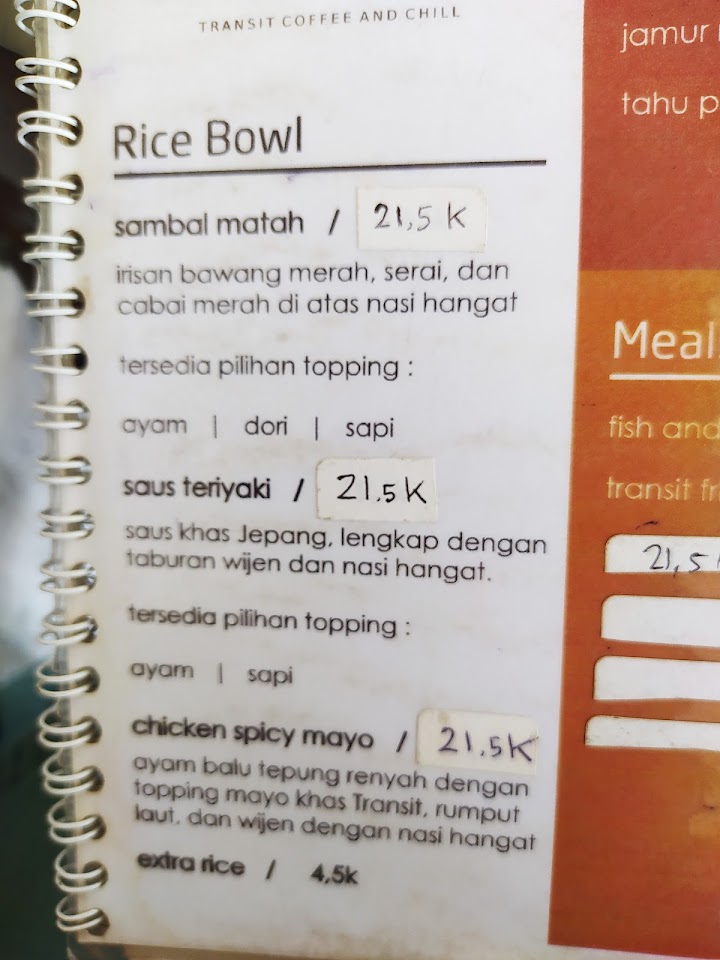 TRANSIT COFFEE AND CHILL
Rice Bowl
sambal matah / 21,5 K
irisan bawang merah, serai, dan
cabai merah di atas nasi hangat
tersedia pilihan topping :
ayam | dori | sapi
saus teriyaki / 21.5K
saus khas Jepang, lengkap dengan
taburan wijen dan nasi hangat.
tersedia pilihan topping :
ayam | sapi
chicken spicy mayo / 21.5K
ayam balu tepung renyah dengan
topping mayo khas Transit, rumput
laut, dan wijen dengan nasi hangat
extra rice / 4,5k
jamur
tahu
Meal
fish and
transit
21,5